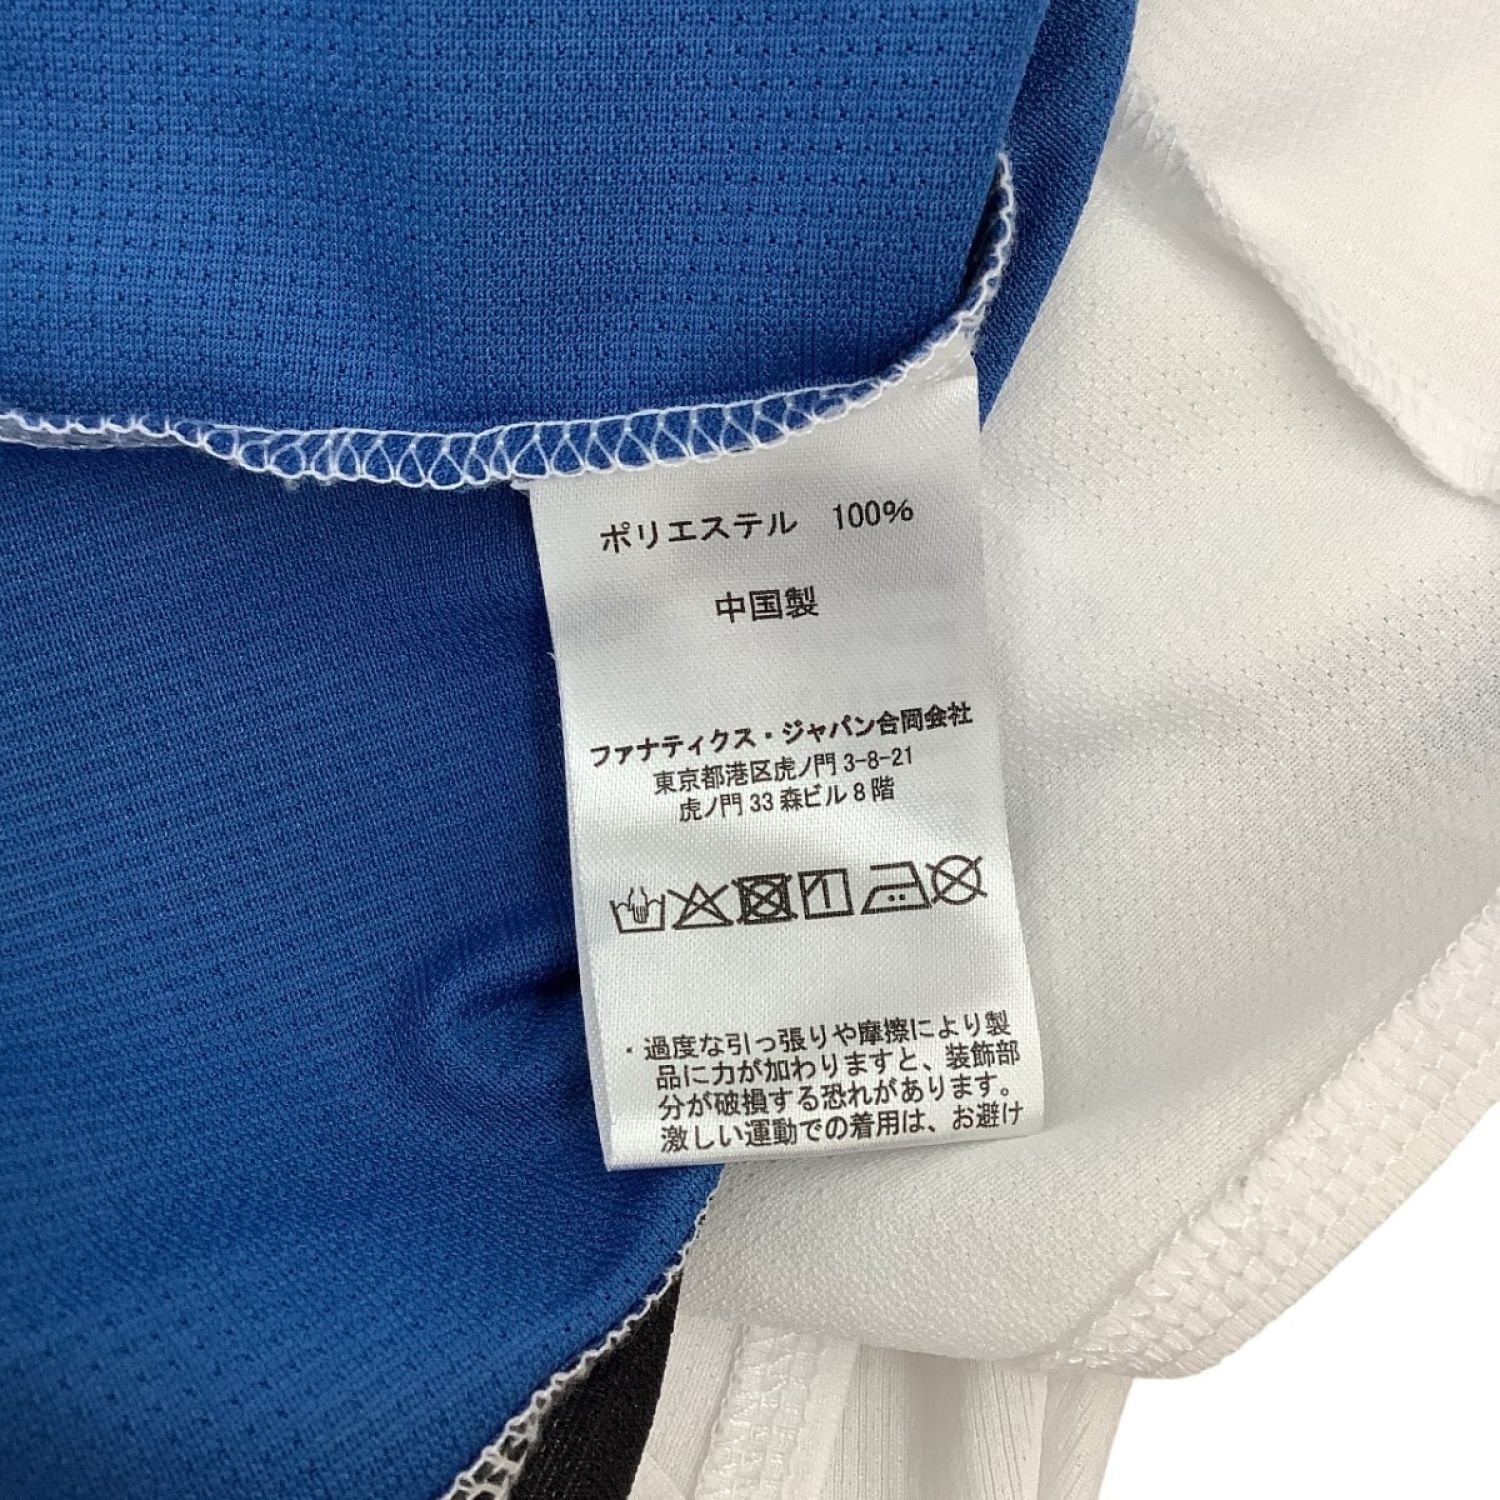 ポリエステル 100%
中国製
ファナティクス・ジャパン合同会社
東京都港区虎ノ門 3-8-21
虎ノ門 33 森ビル 8 階
・過度な引っ張りや摩擦により製
品に力が加わりますと、装飾部
分が破損する恐れがあります。
激しい運動での着用は、お避け